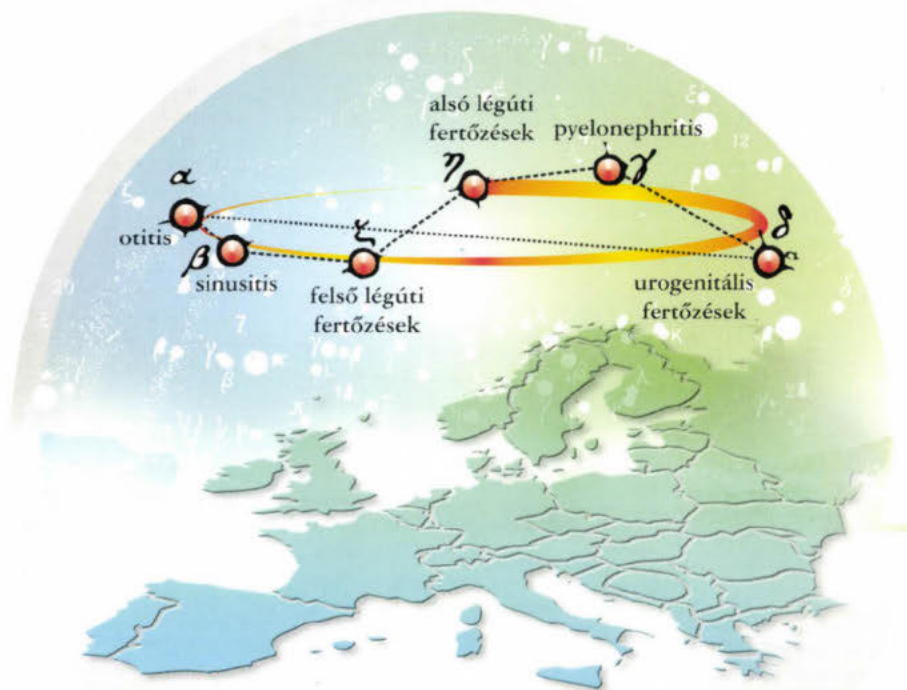 alsó légúti
fertőzések
pyelonephritis
η
γ
α
δ
otitis
β
ζ
sinusitis
felső légúti
fertőzések
urogenitális
fertőzések